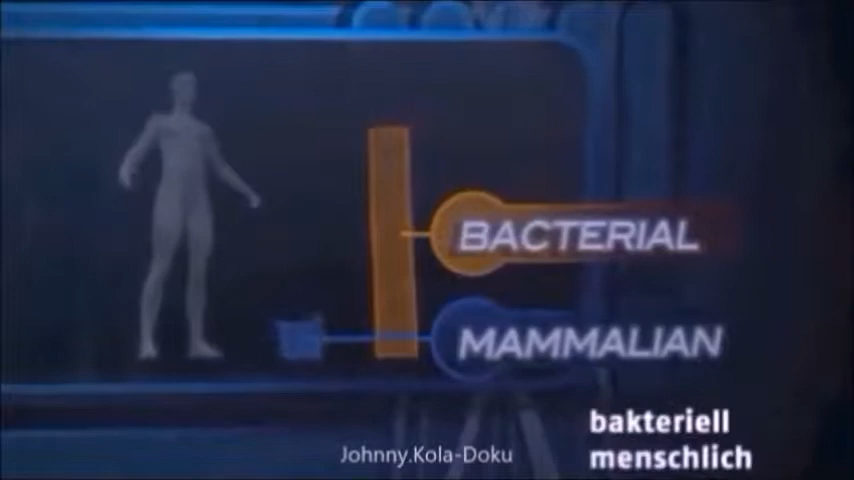 BACTERIAL
MAMMALIAN
bakteriell
menschlich
Johnny.Kola-Doku